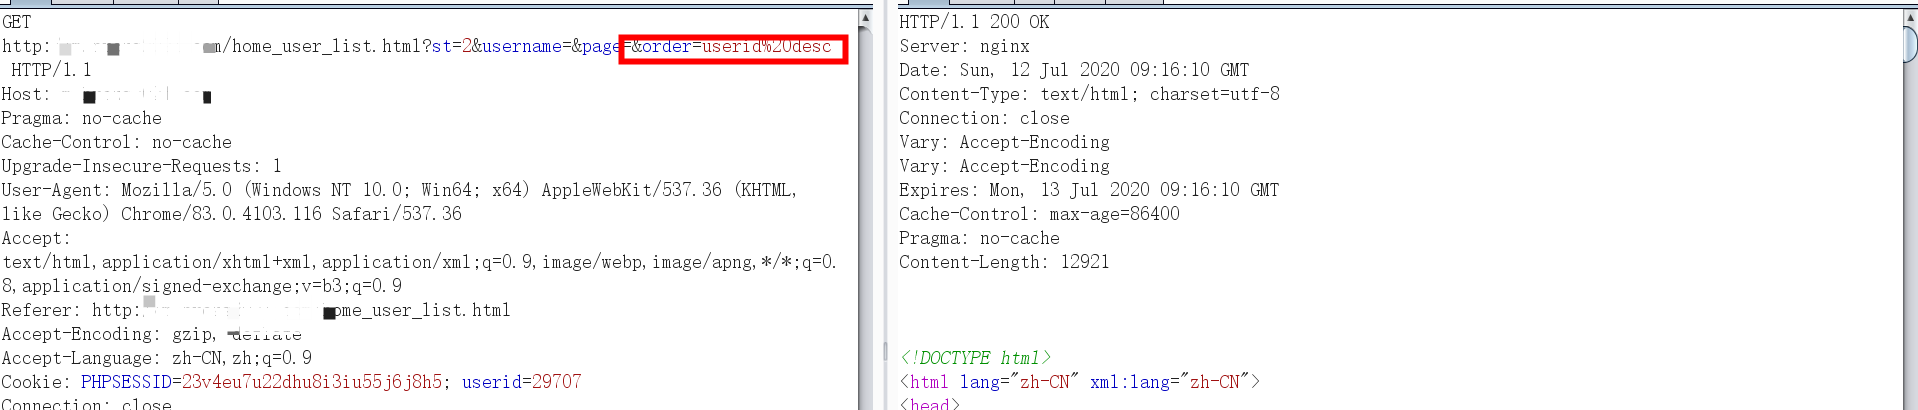 GET
http: /home_user_list.html?st=2&username=&page=&order=userid%20desc
HTTP/1.1
Host:
Pragma: no-cache
Cache-Control: no-cache
Upgrade-Insecure-Requests: 1
User-Agent: Mozilla/5.0 (Windows NT 10.0; Win64; x64) AppleWebKit/537.36 (KHTML,
like Gecko) Chrome/83.0.4103.116 Safari/537.36
Accept:
text/html,application/xhtml+xml,application/xml;q=0.9,image/webp,image/apng,*/*;q=0.
8,application/signed-exchange;v=b3;q=0.9
Referer: http: ome_user_list.html
Accept-Encoding: gzip, deflate
Accept-Language: zh-CN,zh;q=0.9
Cookie: PHPSESSID=23v4eu7u22dhu8i3iu55j6j8h5; userid=29707
Connection: close
HTTP/1.1 200 OK
Server: nginx
Date: Sun, 12 Jul 2020 09:16:10 GMT
Content-Type: text/html; charset=utf-8
Connection: close
Vary: Accept-Encoding
Vary: Accept-Encoding
Expires: Mon, 13 Jul 2020 09:16:10 GMT
Cache-Control: max-age=86400
Pragma: no-cache
Content-Length: 12921
<!DOCTYPE html>
<html lang="zh-CN" xml:lang="zh-CN">
<head>